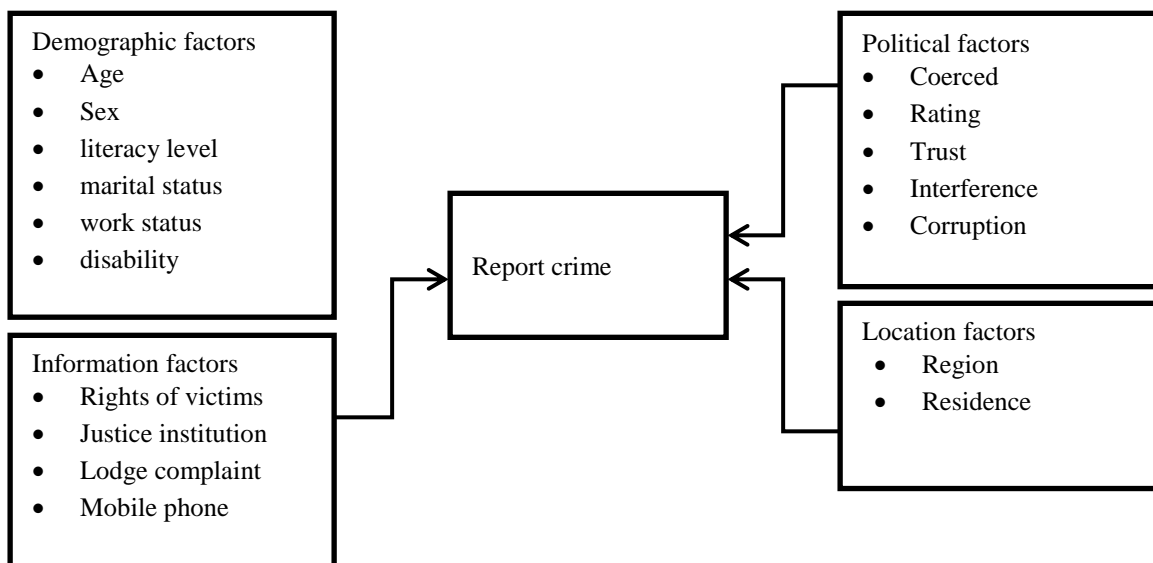 Demographic factors
• Age
• Sex
• literacy level
• marital status
• work status
• disability
Information factors
• Rights of victims
• Justice institution
• Lodge complaint
• Mobile phone
Report crime
Political factors
• Coerced
• Rating
• Trust
• Interference
• Corruption
Location factors
• Region
• Residence